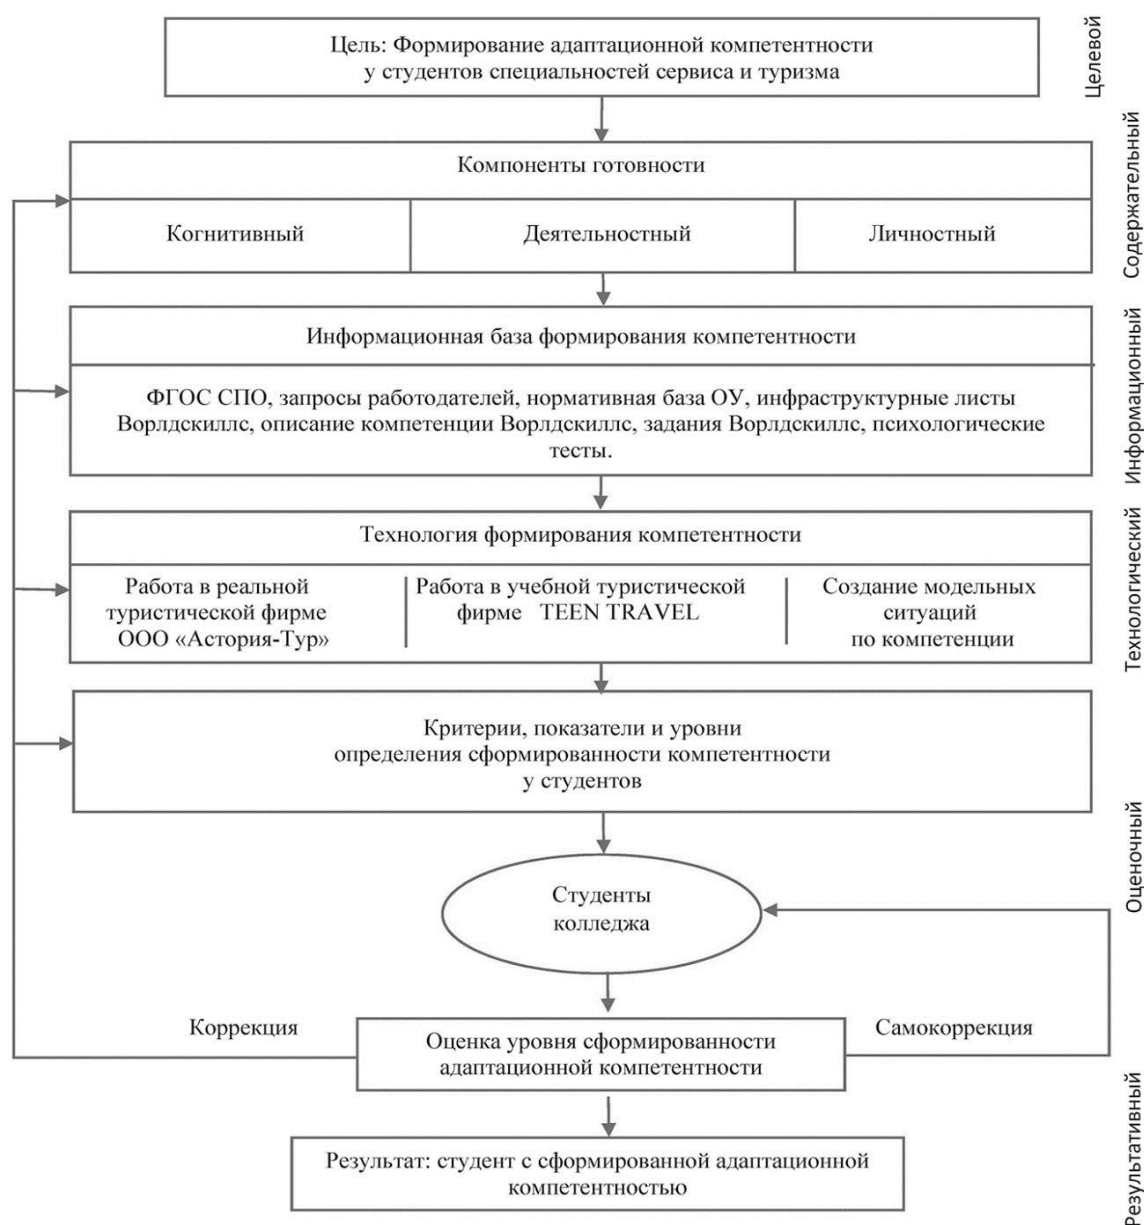 Цель: Формирование адаптационной компетентности
у студентов специальностей сервиса и туризма
Целевой
Компоненты готовности
Когнитивный
Деятельностный
Личностный
Содержательный
Информационная база формирования компетентности
ФГОС СПО, запросы работодателей, нормативная база ОУ, инфраструктурные листы
Ворлдскиллс, описание компетенции Ворлдскиллс, задания Ворлдскиллс, психологические
тесты.
Информационный
Технология формирования компетентности
Работа в реальной
туристической фирме
ООО «Астория-Тур»
Работа в учебной туристической
фирме TEEN TRAVEL
Создание модельных
ситуаций
по компетенции
Технологический
Критерии, показатели и уровни
определения сформированности компетентности
у студентов
Студенты
колледжа
Оценочный
Коррекция
Оценка уровня сформированности
адаптационной компетентности
Самокоррекция
Результат: студент с сформированной адаптационной
компетентностью
Результативный